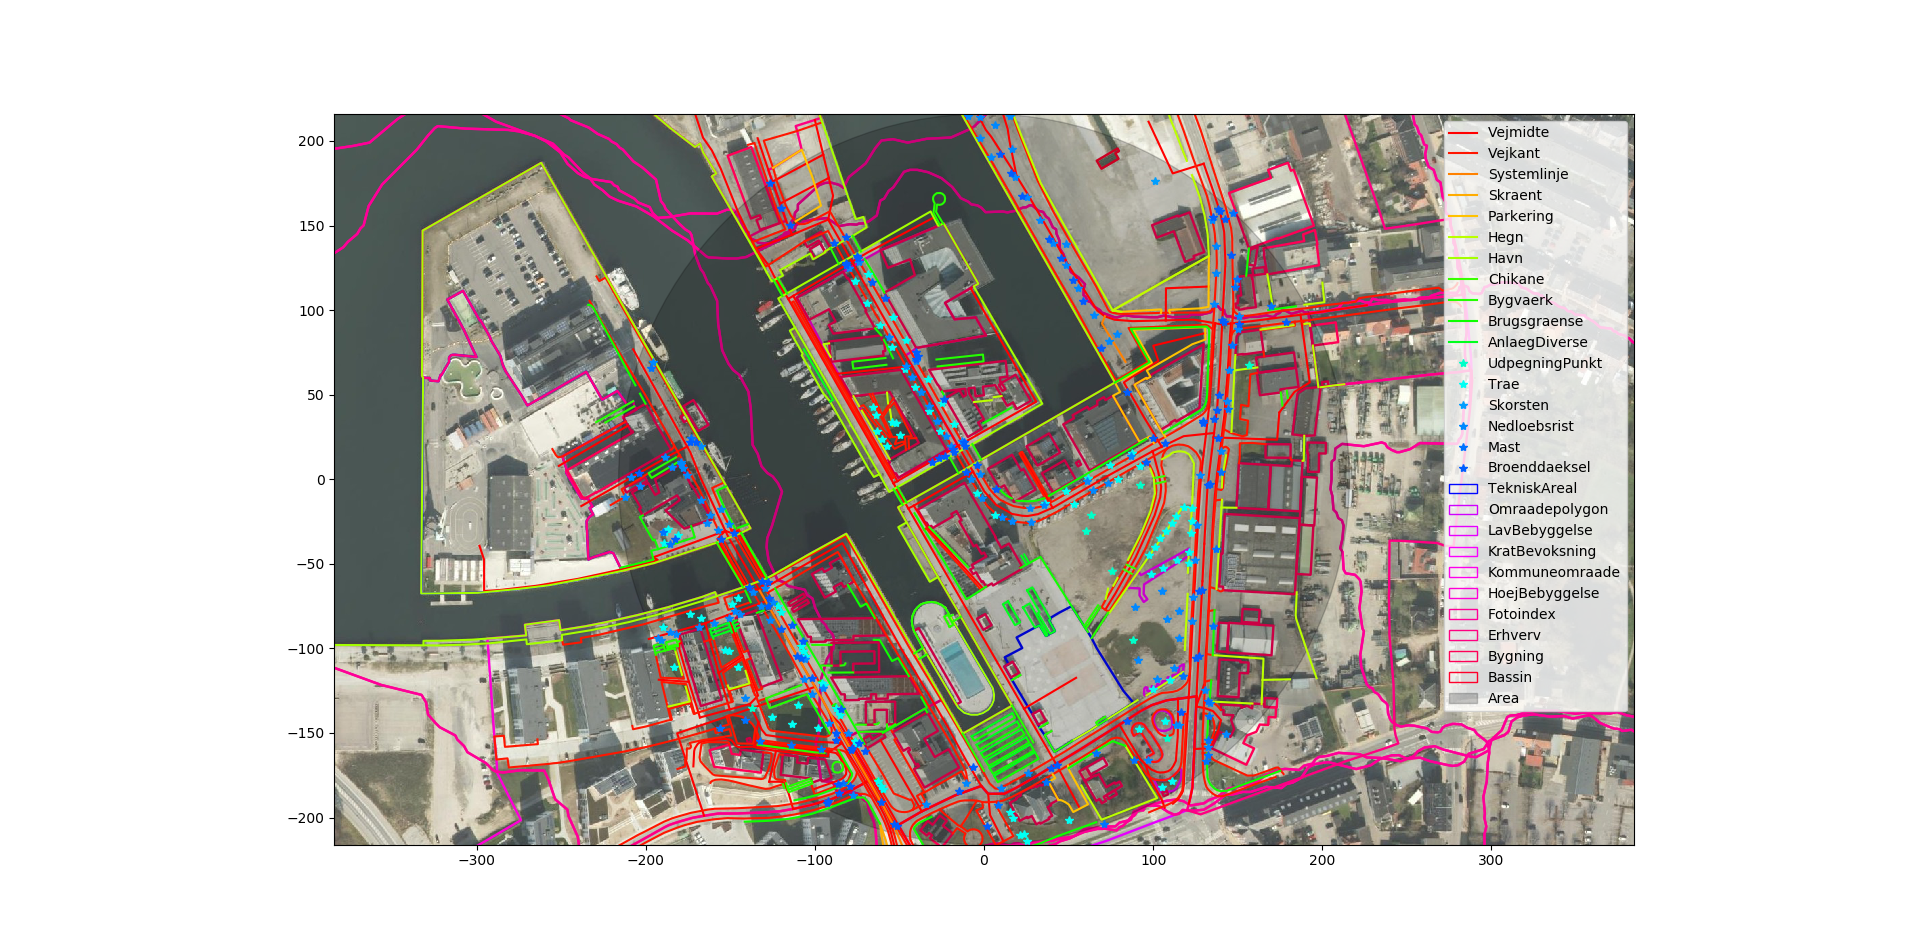 200
150
100
50
0
−50
−100
−150
−200
−300
−200
−100
0
100
200
300
Vejmidte
Vejkant
Systemlinje
Skraent
Parkering
Hegn
Havn
Chikane
Bygvaerk
Brugsgraense
AnlaegDiverse
UdpegningPunkt
Trae
Skorsten
Nedloebsrist
Mast
Broenddaeksel
TekniskAreal
Omraadepolygon
LavBebyggelse
KratBevoksning
Kommuneomraade
HoejBebyggelse
Fotoindex
Erhverv
Bygning
Bassin
Area